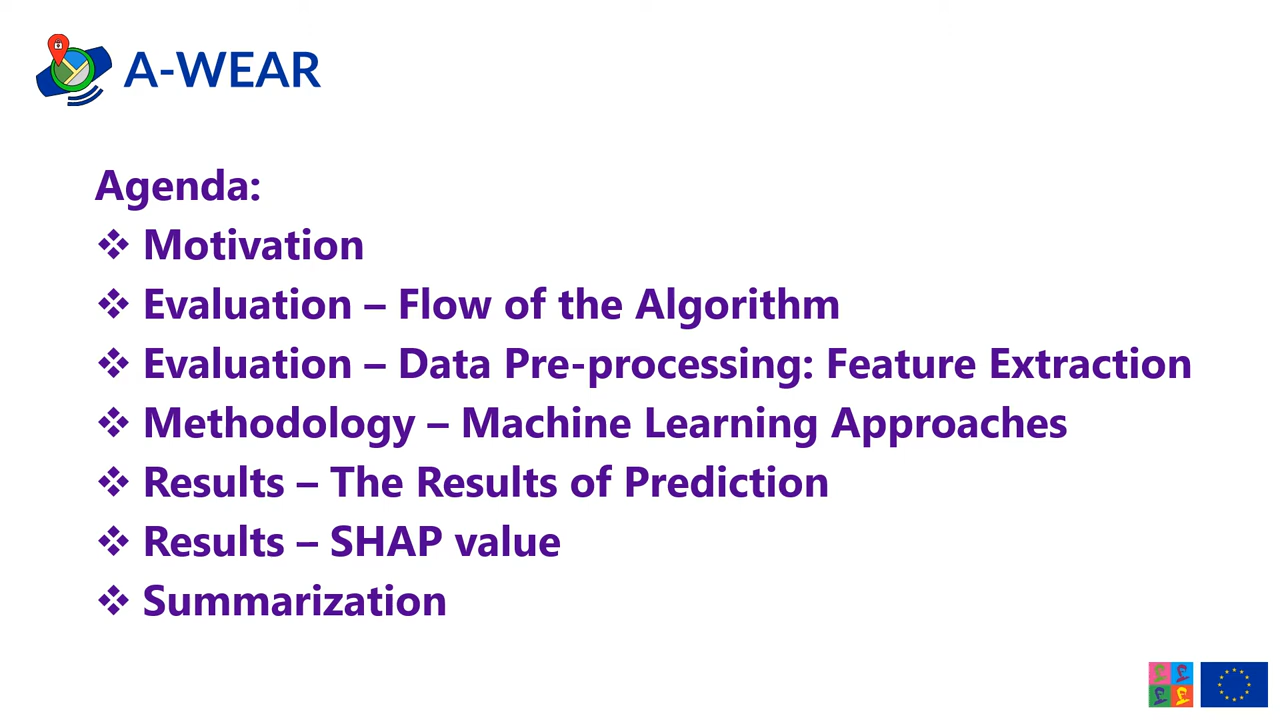 A-WEAR
Agenda:
❖ Motivation
❖ Evaluation – Flow of the Algorithm
❖ Evaluation – Data Pre-processing: Feature Extraction
❖ Methodology – Machine Learning Approaches
❖ Results – The Results of Prediction
❖ Results – SHAP value
❖ Summarization